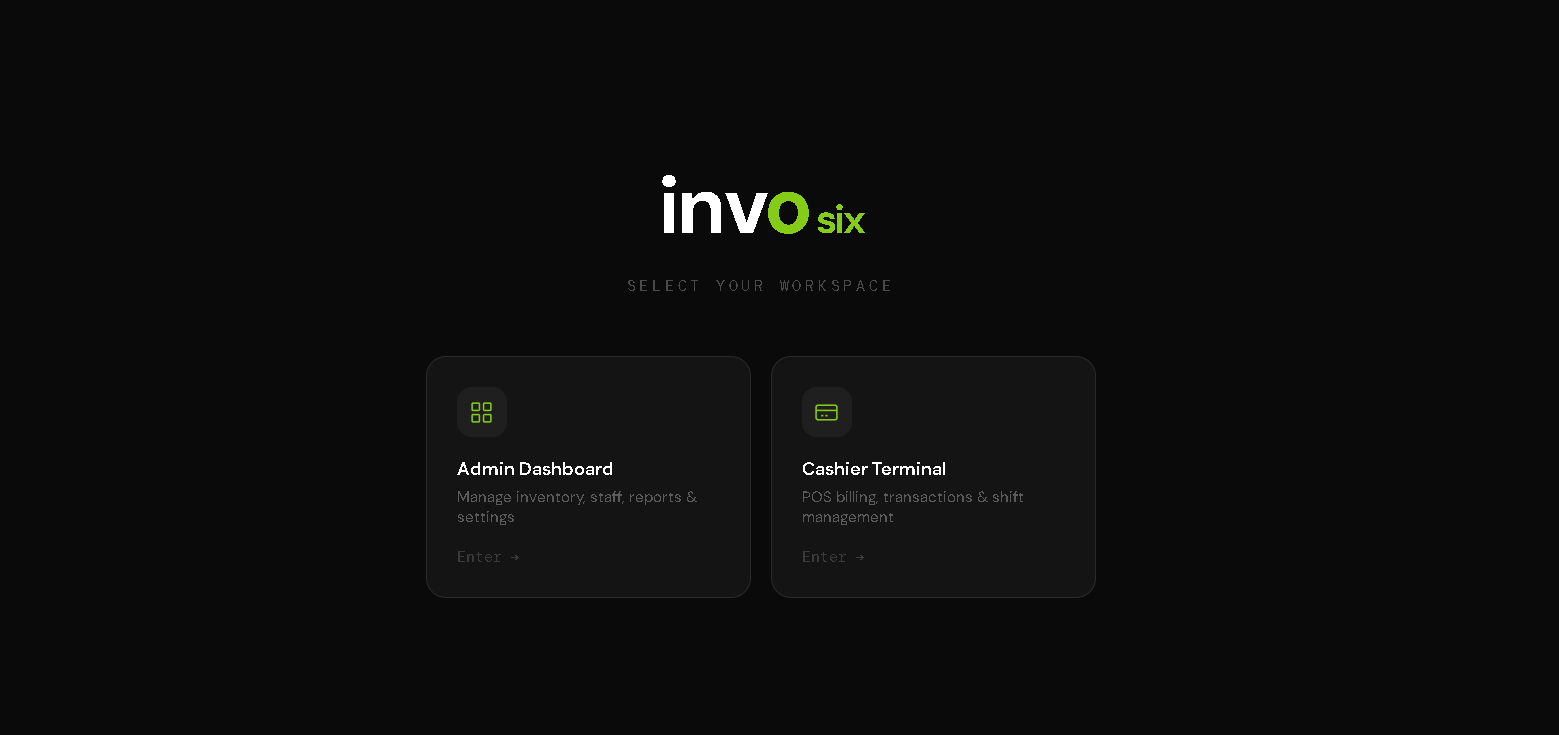 invo six
SELECT YOUR WORKSPACE
Admin Dashboard
Manage inventory, staff, reports &
settings
Enter →
Cashier Terminal
POS billing, transactions & shift
management
Enter →